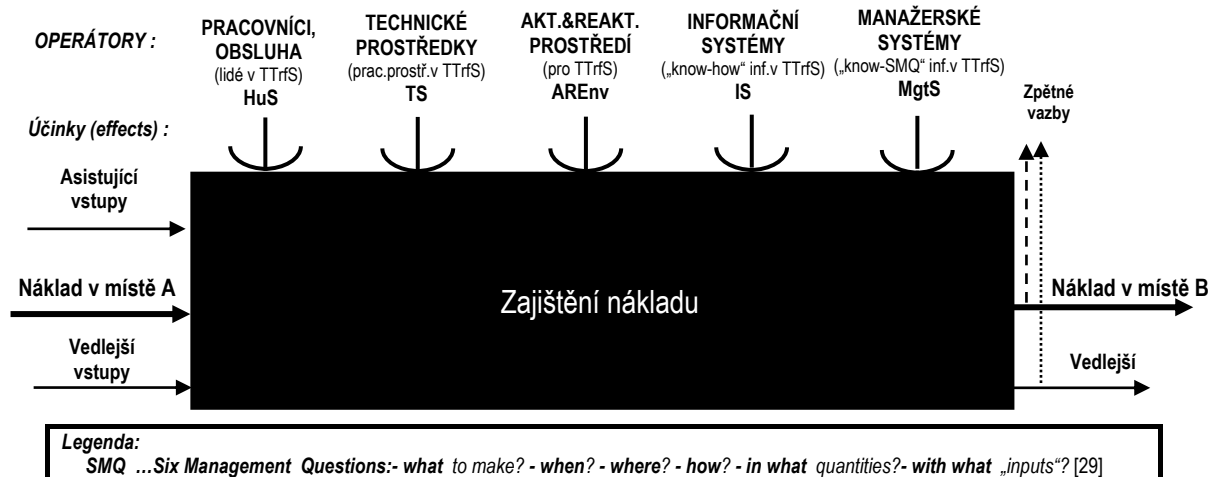 OPERÁTORY :
PRACOVNÍCI,
OBSLUHA
(lidé v TTrfS)
HuS
TECHNICKÉ
PROSTŘEDKY
(prac.prostř.v TTrfS)
TS
AKT.&REAKT.
PROSTŘEDÍ
(pro TTrfS)
AREnv
INFORMAČNÍ
SYSTÉMY
(„know-how“ inf.v TTrfS)
IS
MANAŽERSKÉ
SYSTÉMY
(„know-SMQ“ inf.v TTrfS)
MgtS
Zpětné
vazby
Účinky (effects) :
Asistující
vstupy
Náklad v místě A
Vedlejší
vstupy
Zajištění nákladu
Náklad v místě B
Vedlejší
Legenda:
SMQ ...Six Management Questions:- what to make? - when? - where? - how? - in what quantities?- with what „inputs“? [29]